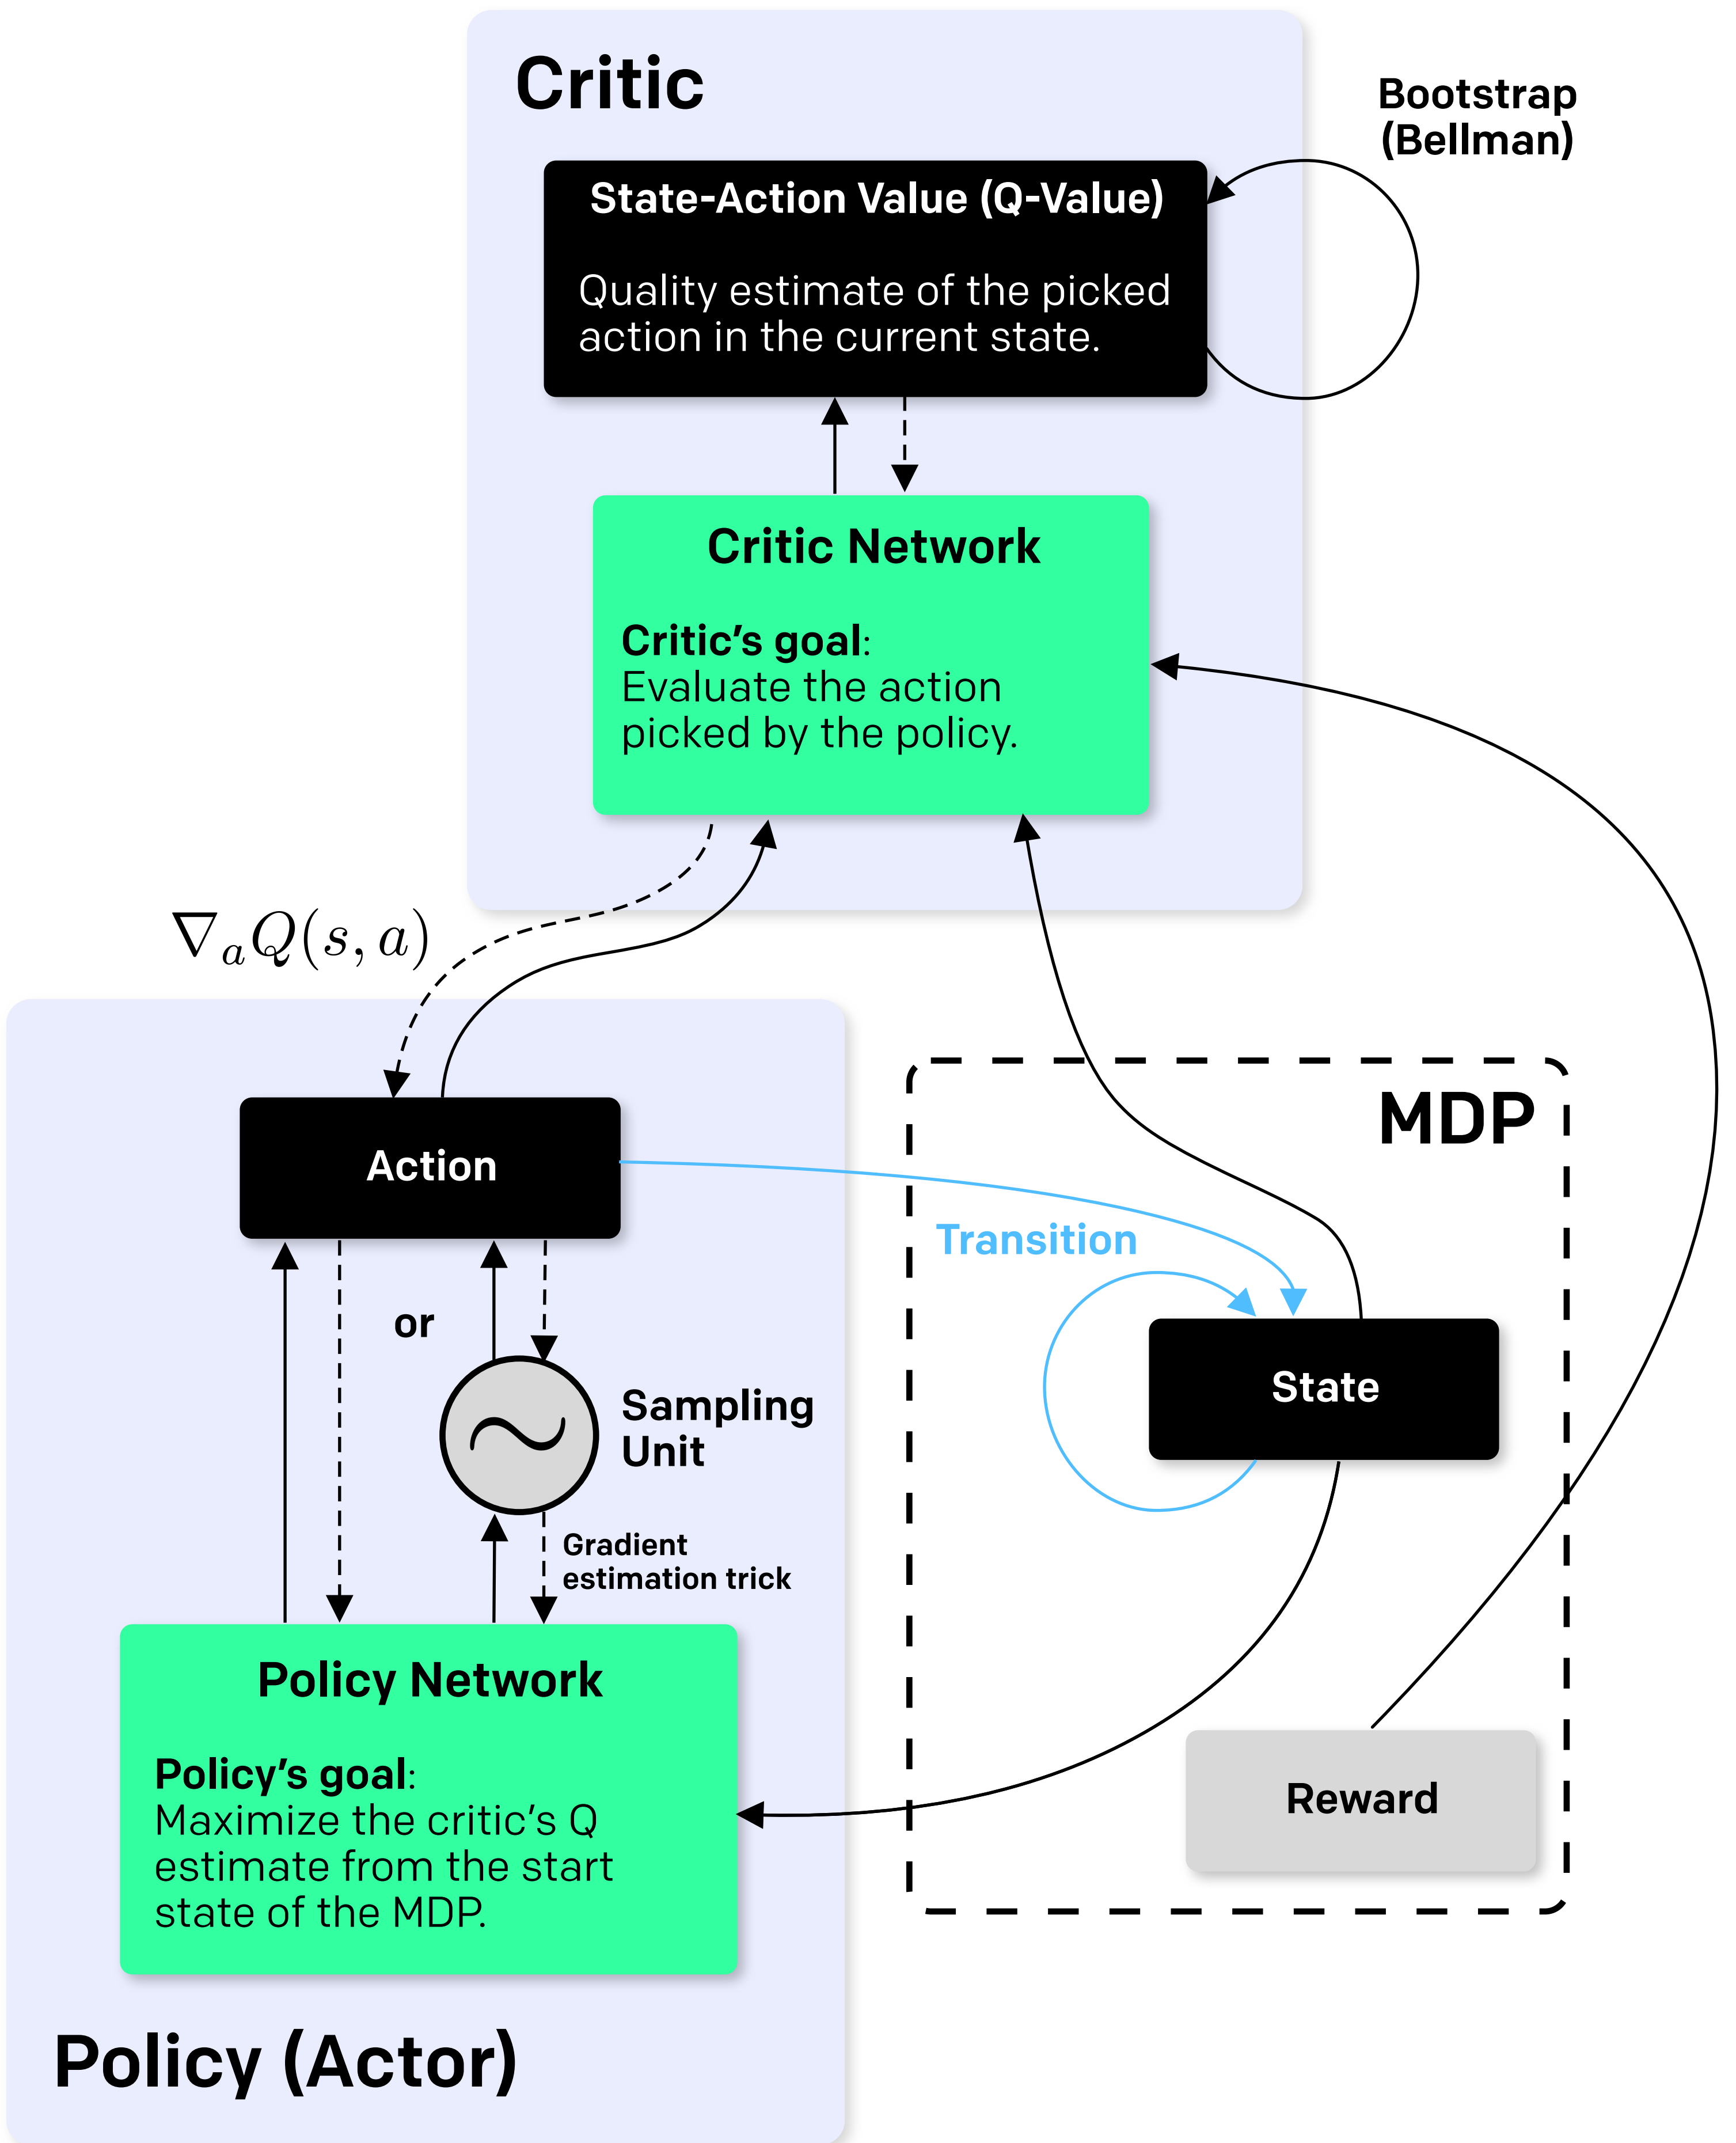 Critic
Bootstrap
(Bellman)
State-Action Value (Q-Value)
Quality estimate of the picked
action in the current state.
Critic Network
Critic’s goal:
Evaluate the action
picked by the policy.
∇ₐQ(s, a)
MDP
Action
Transition
or
State
Sampling
Unit
∼
Gradient
estimation trick
Policy Network
Policy’s goal:
Maximize the critic’s Q
estimate from the start
state of the MDP.
Reward
Policy (Actor)